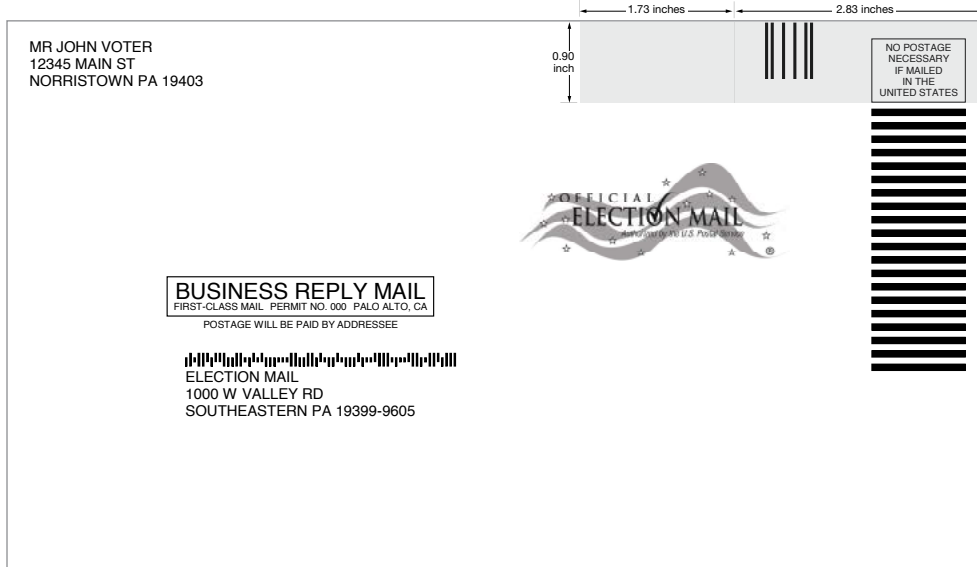 1.73 inches
2.83 inches
MR JOHN VOTER
12345 MAIN ST
NORRISTOWN PA 19403
0.90
inch
NO POSTAGE
NECESSARY
IF MAILED
IN THE
UNITED STATES
OFFICIAL
ELECTION MAIL
Authorized by the U.S. Postal Service
®
BUSINESS REPLY MAIL
FIRST-CLASS MAIL PERMIT NO. 000 PALO ALTO, CA
POSTAGE WILL BE PAID BY ADDRESSEE
ELECTION MAIL
1000 W VALLEY RD
SOUTHEASTERN PA 19399-9605